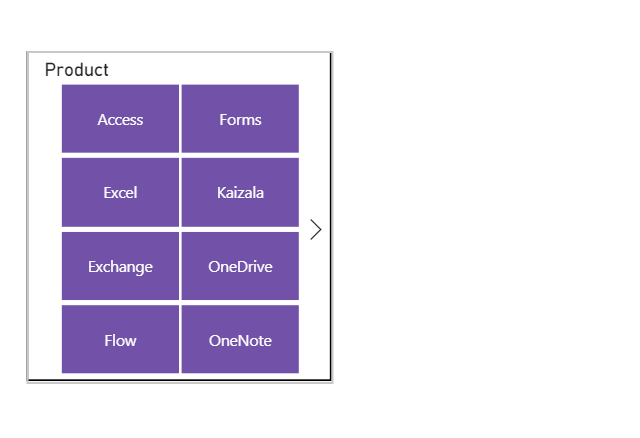 Product
Access
Forms
Excel
Kaizala
Exchange
OneDrive
Flow
OneNote